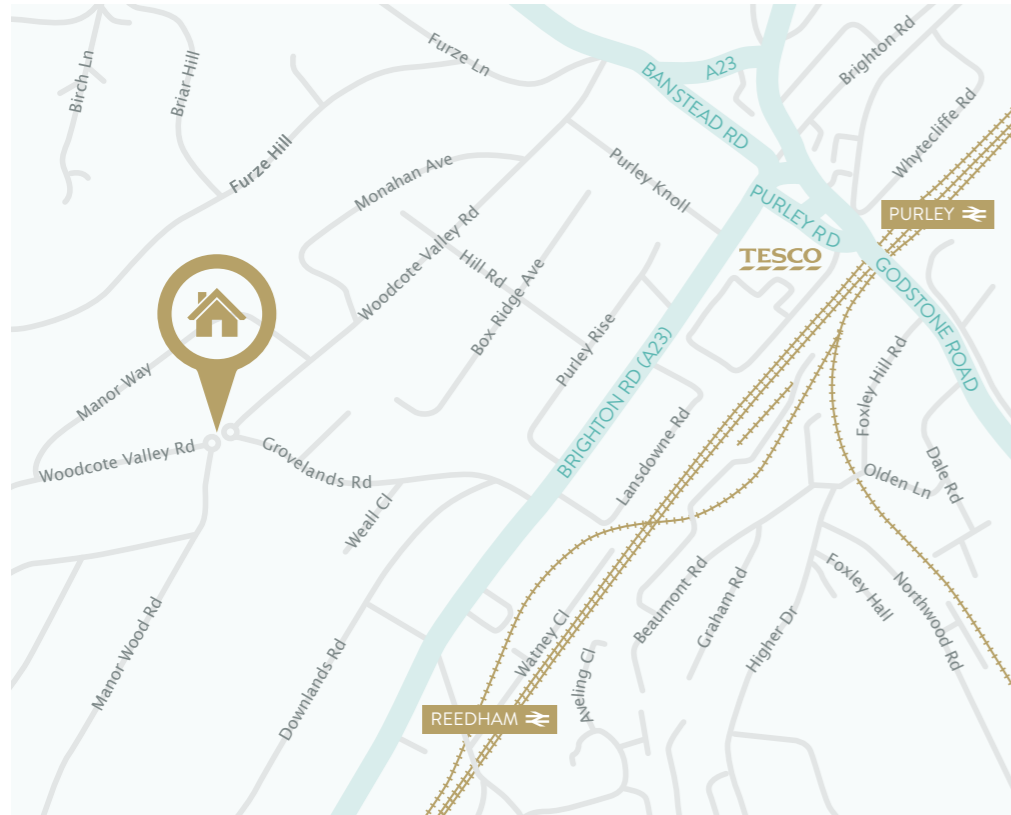 Birch Ln
Briar Hill
Furze Ln
A23
BANSTEAD RD
Brighton Rd
Whytecliffe Rd
Furze Hill
Monahan Ave
Purley Knoll
PURLEY RD
PURLEY
TESCO
GODSTONE ROAD
Woodcote Valley Rd
Hill Rd
Box Ridge Ave
Purley Rise
BRIGHTON RD (A23)
Manor Way
Foxley Hill Rd
Woodcote Valley Rd
Grovelands Rd
Lansdowne Rd
Olden Ln
Dale Rd
Weall Cl
Beaumont Rd
Graham Rd
Higher Dr
Foxley Hall
Northwood Rd
Manor Wood Rd
Downlands Rd
Watney Cl
Aveling Cl
REEDHAM